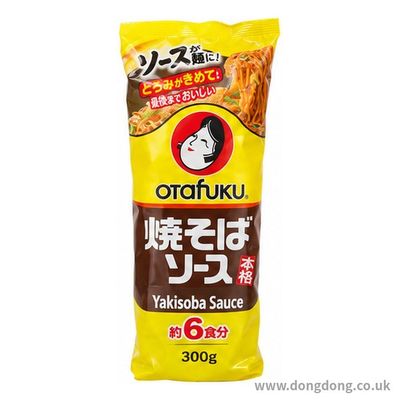 ソースが麺に！
とろみがきめて！
最後までおいしい
OTAFUKU®
焼そば
ソース
本格
Yakisoba Sauce
約6食分
300g
www.dongdong.co.uk